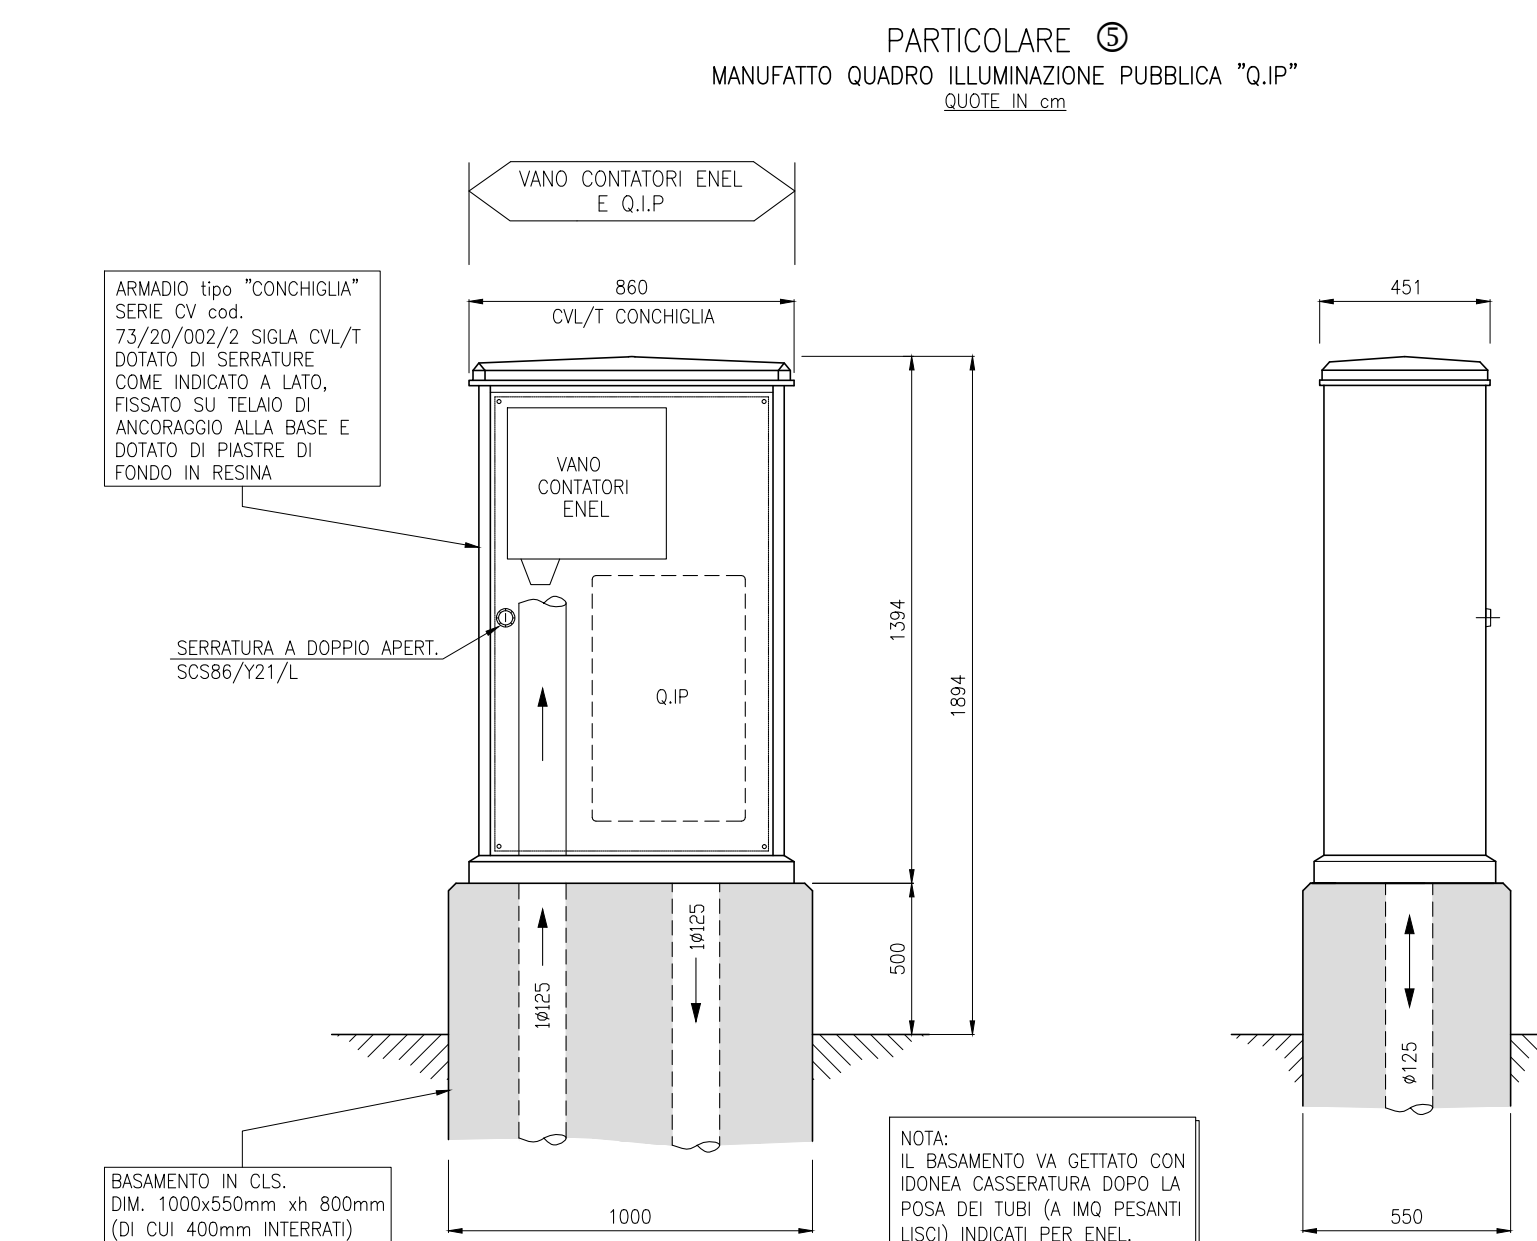 PARTICOLARE ⑤
MANUFATTO QUADRO ILLUMINAZIONE PUBBLICA "Q.IP"
QUOTE IN cm
VANO CONTATORI ENEL
E Q.I.P
860
CVL/T CONCHIGLIA
451
ARMADIO tipo "CONCHIGLIA"
SERIE CV cod.
73/20/002/2 SIGLA CVL/T
DOTATO DI SERRATURE
COME INDICATO A LATO,
FISSATO SU TELAIO DI
ANCORAGGIO ALLA BASE E
DOTATO DI PIASTRE DI
FONDO IN RESINA
VANO
CONTATORI
ENEL
SERRATURA A DOPPIO APERT.
SCS86/Y21/L
Q.IP
1394
1894
500
1ø125
1ø125
ø125
BASAMENTO IN CLS.
DIM. 1000x550mm xh 800mm
(DI CUI 400mm INTERRATI)
1000
NOTA:
IL BASAMENTO VA GETTATO CON
IDONEA CASSERATURA DOPO LA
POSA DEI TUBI (A IMQ PESANTI
LISCI) INDICATI PER ENEL.
550